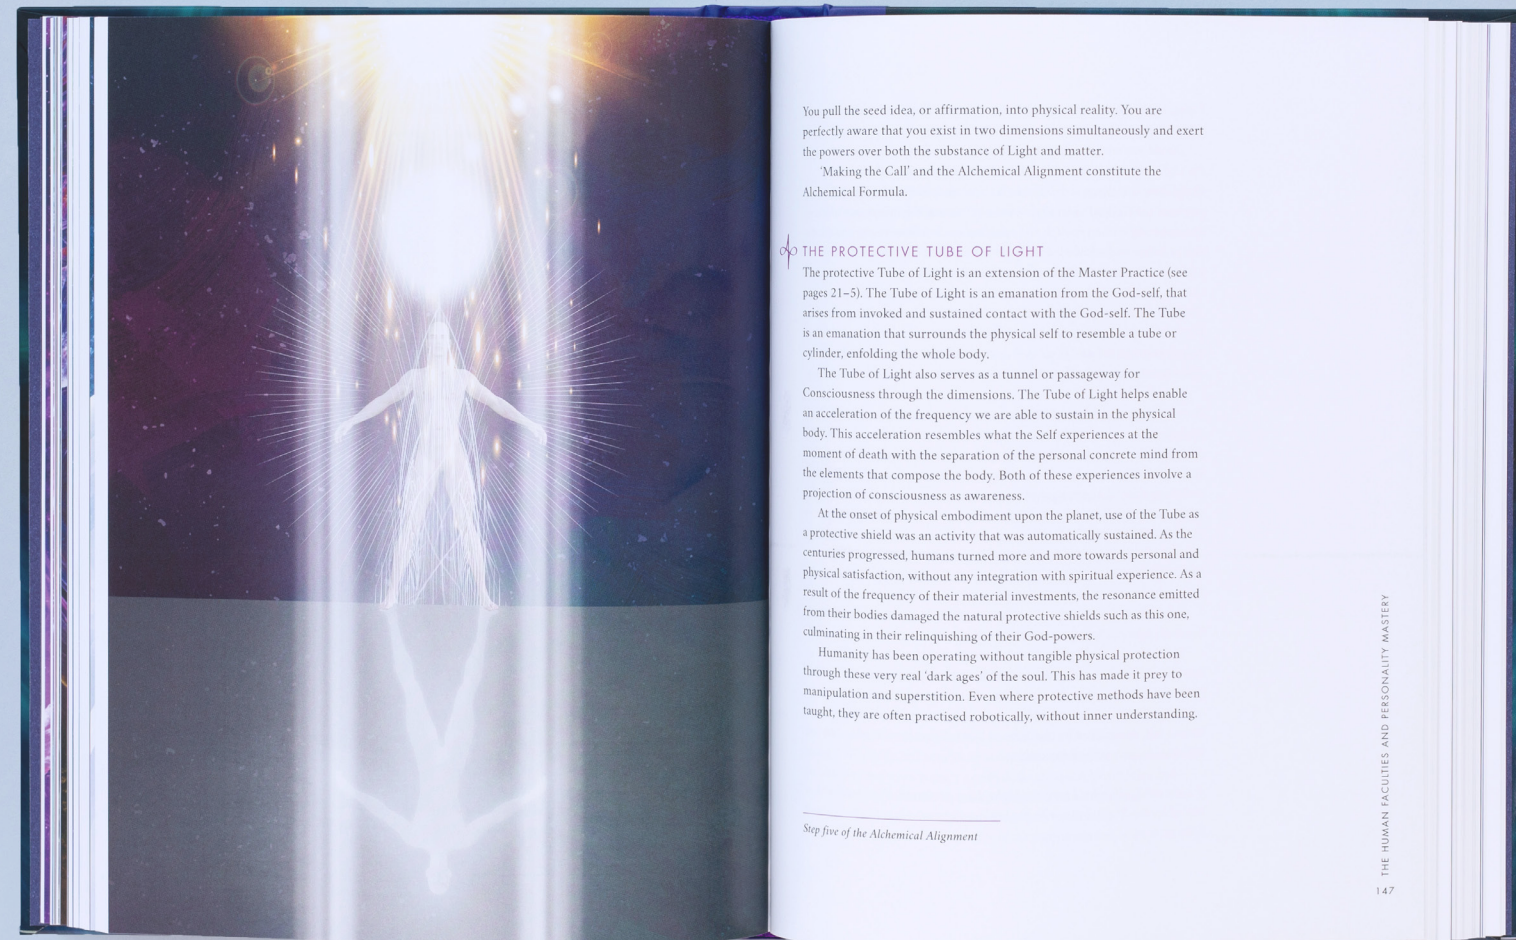 You pull the seed idea, or affirmation, into physical reality. You are
perfectly aware that you exist in two dimensions simultaneously and exert
the powers over both the substance of Light and matter.
‘Making the Call’ and the Alchemical Alignment constitute the
Alchemical Formula.
THE PROTECTIVE TUBE OF LIGHT
The protective Tube of Light is an extension of the Master Practice (see
pages 21–5). The Tube of Light is an emanation from the God-self, that
arises from invoked and sustained contact with the God-self. The Tube
is an emanation that surrounds the physical self to resemble a tube or
cylinder, enfolding the whole body.
The Tube of Light also serves as a tunnel or passageway for
Consciousness through the dimensions. The Tube of Light helps enable
an acceleration of the frequency we are able to sustain in the physical
body. This acceleration resembles what the Self experiences at the
moment of death with the separation of the personal concrete mind from
the elements that compose the body. Both of these experiences involve a
projection of consciousness as awareness.
At the onset of physical embodiment upon the planet, use of the Tube as
a protective shield was an activity that was automatically sustained. As the
centuries progressed, humans turned more and more towards personal and
physical satisfaction, without any integration with spiritual experience. As a
result of the frequency of their material investments, the resonance emitted
from their bodies damaged the natural protective shields such as this one,
culminating in their relinquishing of their God-powers.
Humanity has been operating without tangible physical protection
through these very real ‘dark ages’ of the soul. This has made it prey to
manipulation and superstition. Even where protective methods have been
taught, they are often practised robotically, without inner understanding.
Step five of the Alchemical Alignment
THE HUMAN FACULTIES AND PERSONALITY MASTERY
147